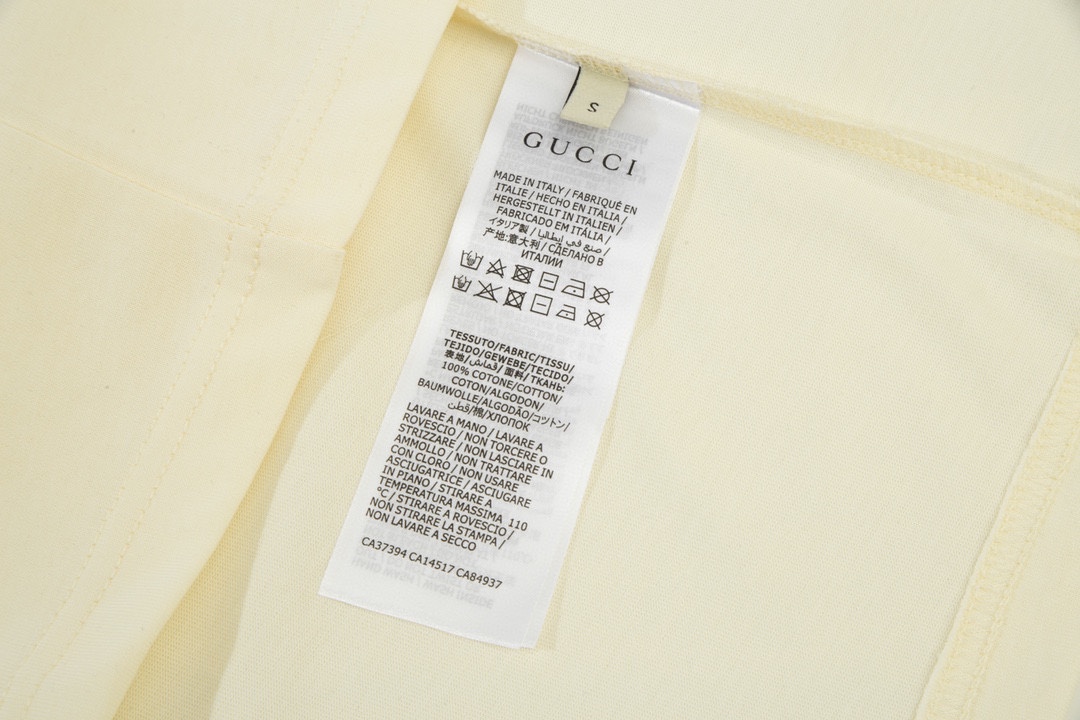 S
GUCCI
MADE IN ITALY / FABRIQUÉ EN
ITALIE / HECHO EN ITALIA /
HERGESTELLT IN ITALIEN /
FABRICADO EM ITÁLIA /
イタリア製 / صنع في إيطاليا /
产地:意大利 / СДЕЛАНО В
ИТАЛИИ
TESSUTO/FABRIC/TISSU/
TEJIDO/GEWEBE/TECIDO/
表地/قماش/面料/ТКАНЬ:
100% COTONE/COTTON/
COTON/ALGODON/
BAUMWOLLE/ALGODÃO/コットン/
قطن/棉/ХЛОПОК
LAVARE A MANO / LAVARE A
ROVESCIO / NON TORCERE O
STRIZZARE / NON LASCIARE IN
AMMOLLO / NON TRATTARE
CON CLORO / NON USARE
ASCIUGATRICE / ASCIUGARE
IN PIANO / STIRARE A
TEMPERATURA MASSIMA 110
°C / STIRARE A ROVESCIO /
NON STIRARE LA STAMPA /
NON LAVARE A SECCO
CA37394 CA14517 CA84937